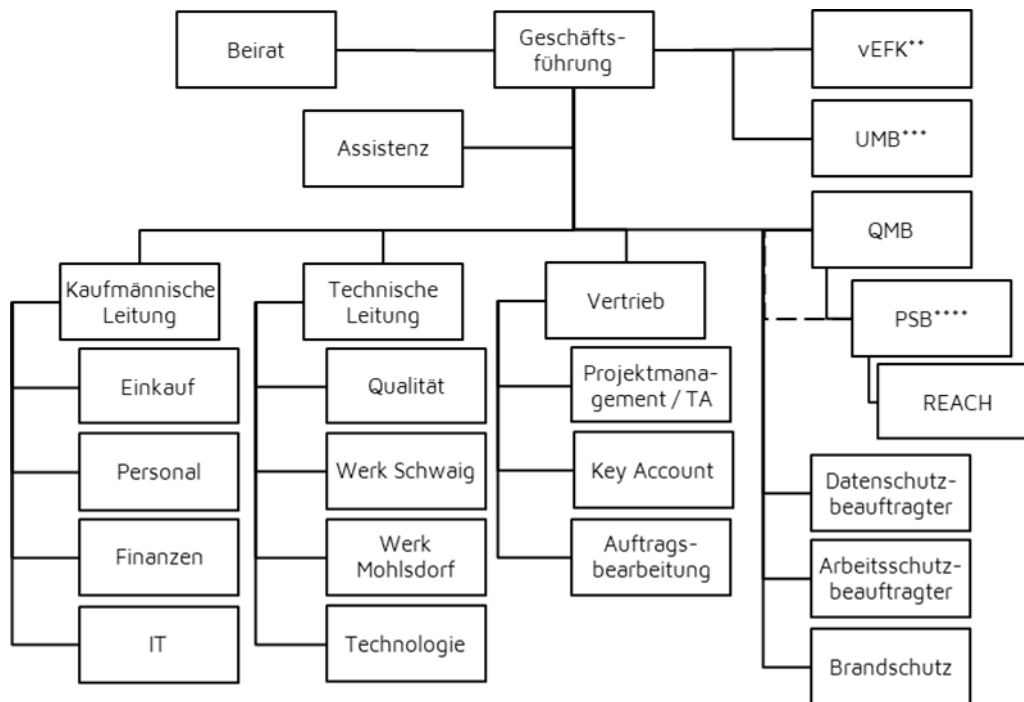 Beirat
Geschäfts-
führung
vEFK**
Assistenz
UMB***
QMB
Kaufmännische
Leitung
Technische
Leitung
Vertrieb
PSB****
Einkauf
Qualität
Projektmana-
gement / TA
REACH
Personal
Werk Schwaig
Key Account
Datenschutz-
beauftragter
Finanzen
Werk
Mohlsdorf
Auftrags-
bearbeitung
Arbeitsschutz-
beauftragter
IT
Technologie
Brandschutz